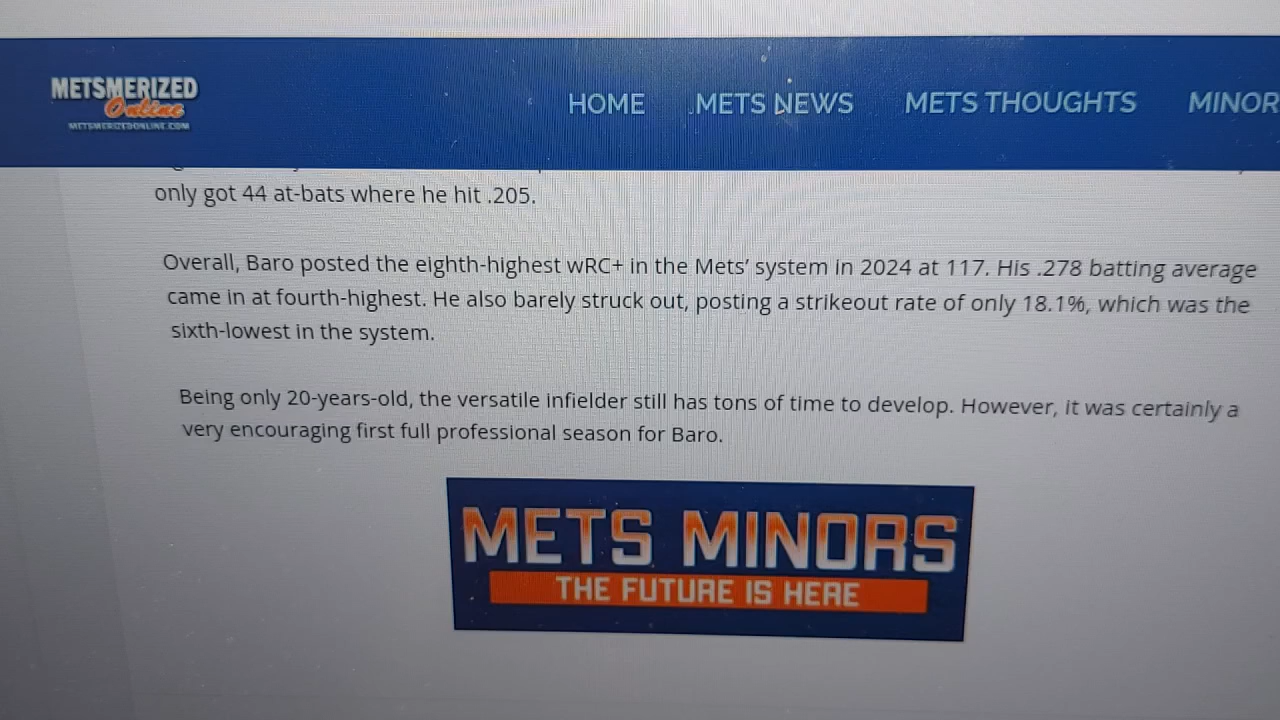 METSMERIZED
Online
METSMERIZEDONLINE.COM
HOME METS NEWS METS THOUGHTS MINOR
only got 44 at-bats where he hit .205.
Overall, Baro posted the eighth-highest wRC+ in the Mets' system in 2024 at 117. His .278 batting average
came in at fourth-highest. He also barely struck out, posting a strikeout rate of only 18.1%, which was the
sixth-lowest in the system.
Being only 20-years-old, the versatile infielder still has tons of time to develop. However, it was certainly a
very encouraging first full professional season for Baro.
METS MINORS
THE FUTURE IS HERE